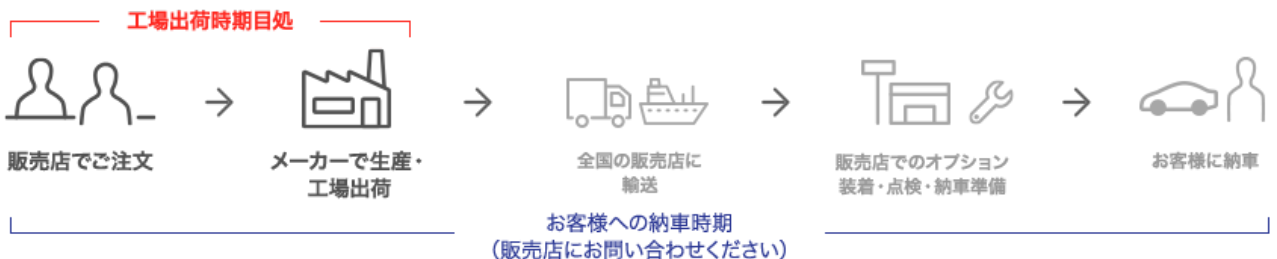 工場出荷時期目処
販売店でご注文
メーカーで生産・
工場出荷
全国の販売店に
輸送
販売店でのオプション
装着・点検・納車準備
お客様に納車
お客様への納車時期
（販売店にお問い合わせください）